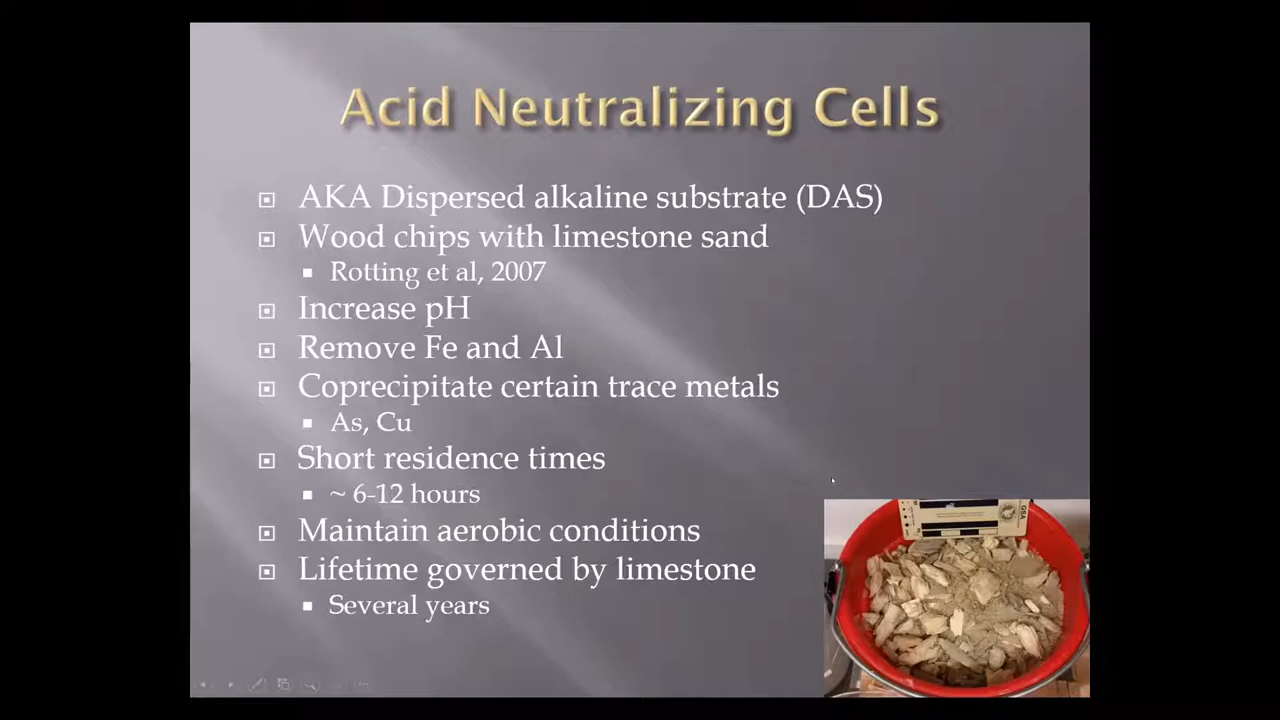 Acid Neutralizing Cells
AKA Dispersed alkaline substrate (DAS)
Wood chips with limestone sand
Rotting et al, 2007
Increase pH
Remove Fe and Al
Coprecipitate certain trace metals
As, Cu
Short residence times
~ 6-12 hours
Maintain aerobic conditions
Lifetime governed by limestone
Several years
GSA